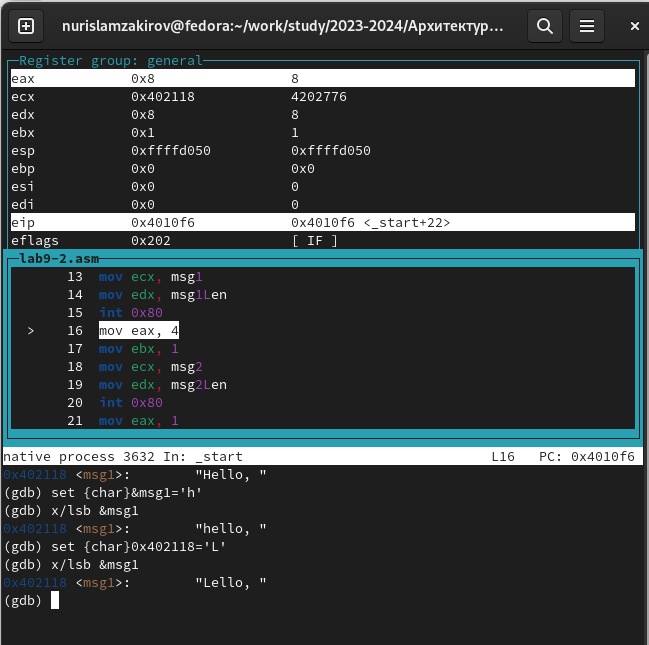 nurislamzakirov@fedora:~/work/study/2023-2024/Архитектур...
Register group: general
eax 0x8 8
ecx 0x402118 4202776
edx 0x8 8
ebx 0x1 1
esp 0xffffd050 0xffffd050
ebp 0x0 0x0
esi 0x0 0
edi 0x0 0
eip 0x4010f6 0x4010f6 <_start+22>
eflags 0x202 [ IF ]
lab9-2.asm
13 mov ecx, msg1
14 mov edx, msg1Len
15 int 0x80
> 16 mov eax, 4
17 mov ebx, 1
18 mov ecx, msg2
19 mov edx, msg2Len
20 int 0x80
21 mov eax, 1
native process 3632 In: _start L16 PC: 0x4010f6
0x402118 <msg1>: "Hello, "
(gdb) set {char}&msg1='h'
(gdb) x/lsb &msg1
0x402118 <msg1>: "hello, "
(gdb) set {char}0x402118='L'
(gdb) x/lsb &msg1
0x402118 <msg1>: "Lello, "
(gdb)